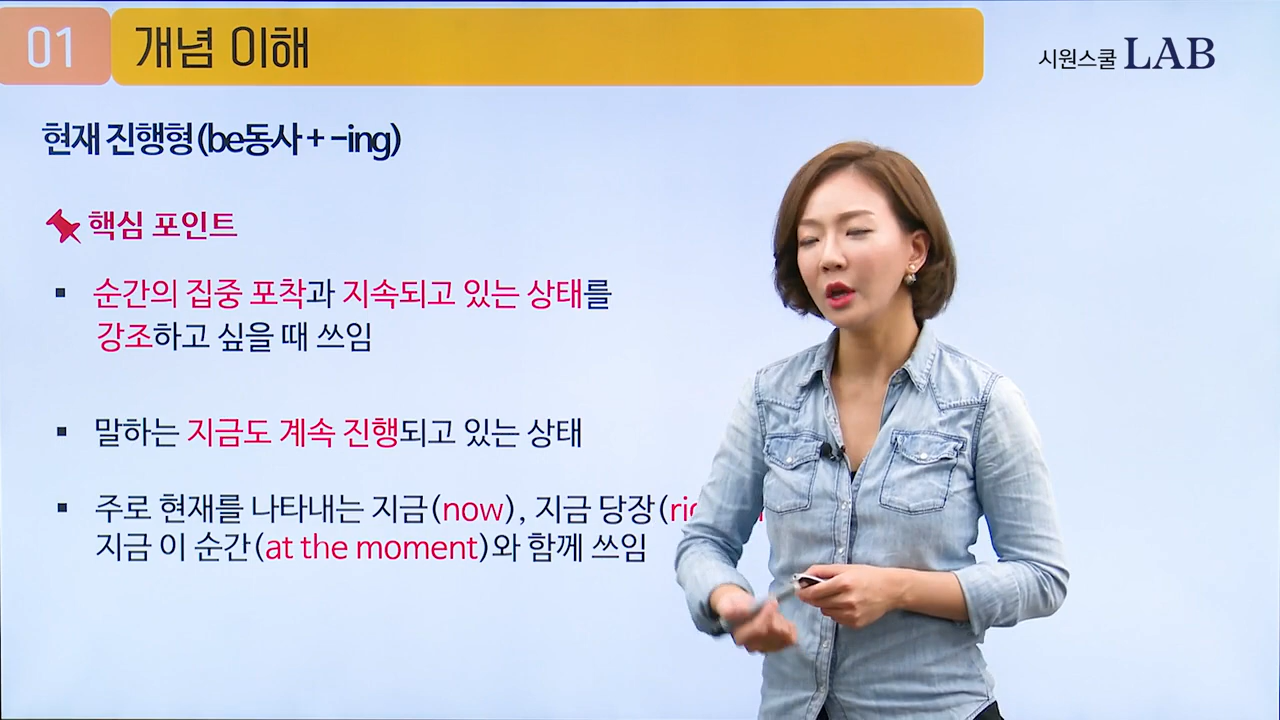 01 개념 이해
시원스쿨 LAB
현재 진행형(be동사 + -ing)
핵심 포인트
순간의 집중 포착과 지속되고 있는 상태를
강조하고 싶을 때 쓰임
말하는 지금도 계속 진행되고 있는 상태
주로 현재를 나타내는 지금(now), 지금 당장(
지금 이 순간(at the moment)와 함께 쓰임